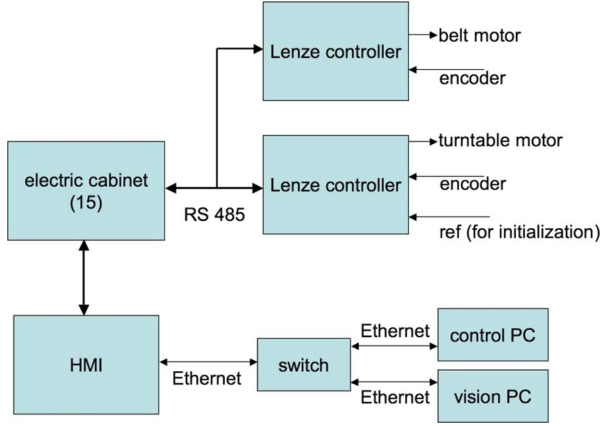 Lenze controller
belt motor
encoder
Lenze controller
turntable motor
encoder
ref (for initialization)
electric cabinet
(15)
RS 485
HMI
Ethernet
switch
Ethernet
control PC
Ethernet
vision PC